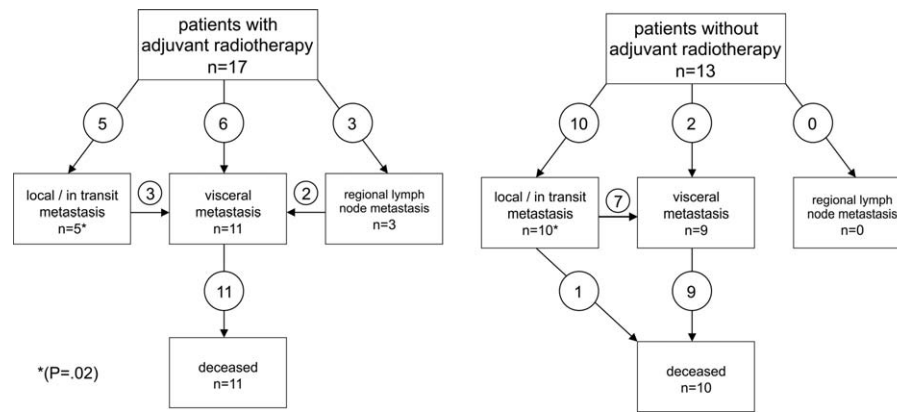 patients with
adjuvant radiotherapy
n=17
5
6
3
local / in transit
metastasis
n=5*
3
visceral
metastasis
n=11
2
regional lymph
node metastasis
n=3
11
deceased
n=11
*(P=.02)
patients without
adjuvant radiotherapy
n=13
10
2
0
local / in transit
metastasis
n=10*
7
visceral
metastasis
n=9
regional lymph
node metastasis
n=0
1
9
deceased
n=10